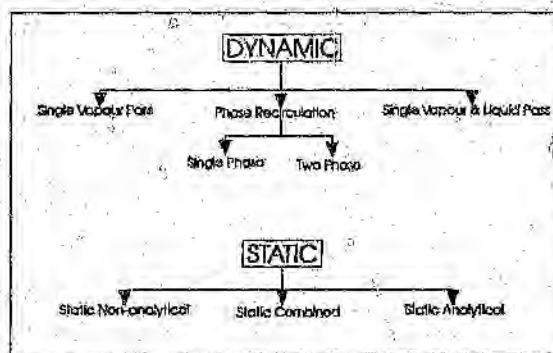 DYNAMIC
Single Vapour Pass Phase Recirculation Single Vapour & Liquid Pass
Single Phase Two Phase
STATIC
Static Non-analytical Static Combined Static Analytical